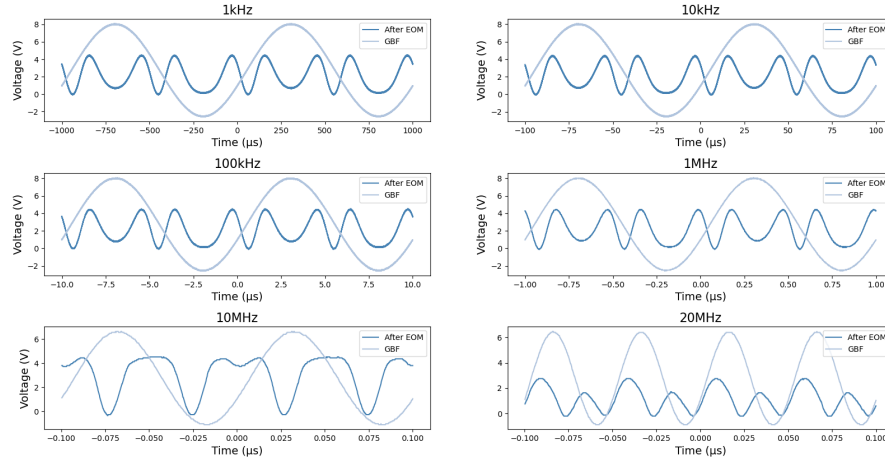 1kHz
Voltage (V)
8
6
4
2
0
−2
After EOM
GBF
−1000 −750 −500 −250 0 250 500 750 1000
Time (μs)
10kHz
Voltage (V)
8
6
4
2
0
−2
After EOM
GBF
−100 −75 −50 −25 0 25 50 75 100
Time (μs)
100kHz
Voltage (V)
8
6
4
2
0
−2
After EOM
GBF
−10.0 −7.5 −5.0 −2.5 0.0 2.5 5.0 7.5 10.0
Time (μs)
1MHz
Voltage (V)
8
6
4
2
0
−2
After EOM
GBF
−1.00 −0.75 −0.50 −0.25 0.00 0.25 0.50 0.75 1.00
Time (μs)
10MHz
Voltage (V)
6
4
2
0
After EOM
GBF
−0.100 −0.075 −0.050 −0.025 0.000 0.025 0.050 0.075 0.100
Time (μs)
20MHz
Voltage (V)
6
4
2
0
After EOM
GBF
−0.100 −0.075 −0.050 −0.025 0.000 0.025 0.050 0.075 0.100
Time (μs)